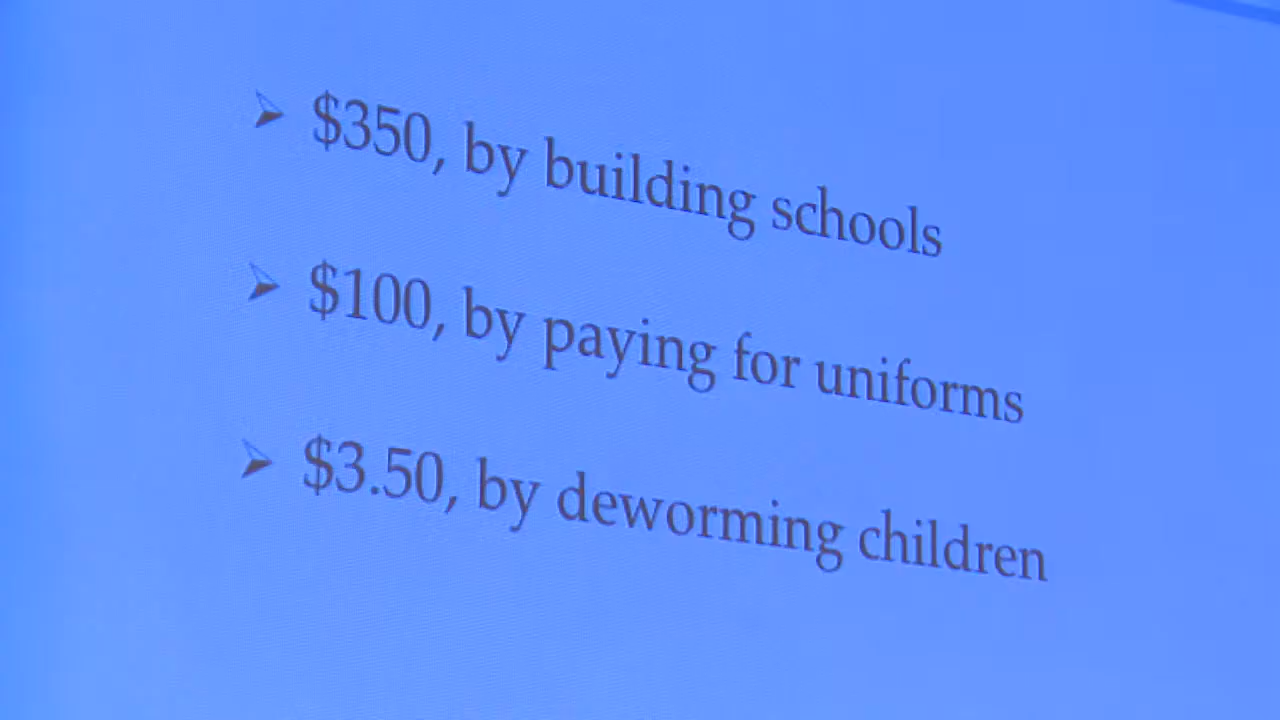 ➢ $350, by building schools
➢ $100, by paying for uniforms
➢ $3.50, by deworming children